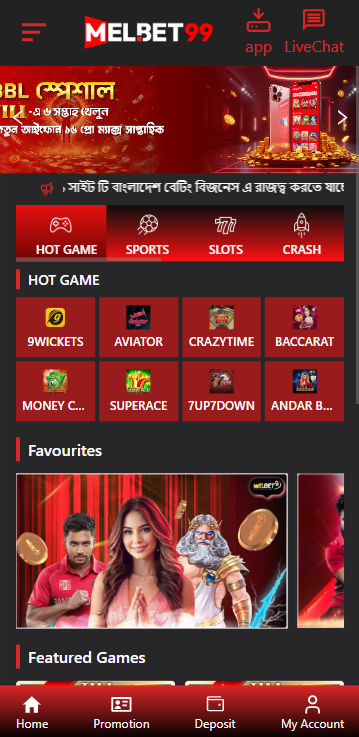 MELBET99
app
LiveChat
BBL স্পেশাল
-এ ৬ সপ্তাহ খেলুন
নতুন আইফোন ১৬ প্রো ম্যাক্স সাপ্তাহিক
সাইট টি বাংলাদেশ বেটিং বিজনেস এ রাজত্ব করতে যাচ্ছে
HOT GAME
SPORTS
SLOTS
CRASH
HOT GAME
9WICKETS
AVIATOR
CRAZYTIME
BACCARAT
MONEY C...
SUPERACE
7UP7DOWN
ANDAR B...
Favourites
MELBET
Featured Games
Home
Promotion
Deposit
My Account